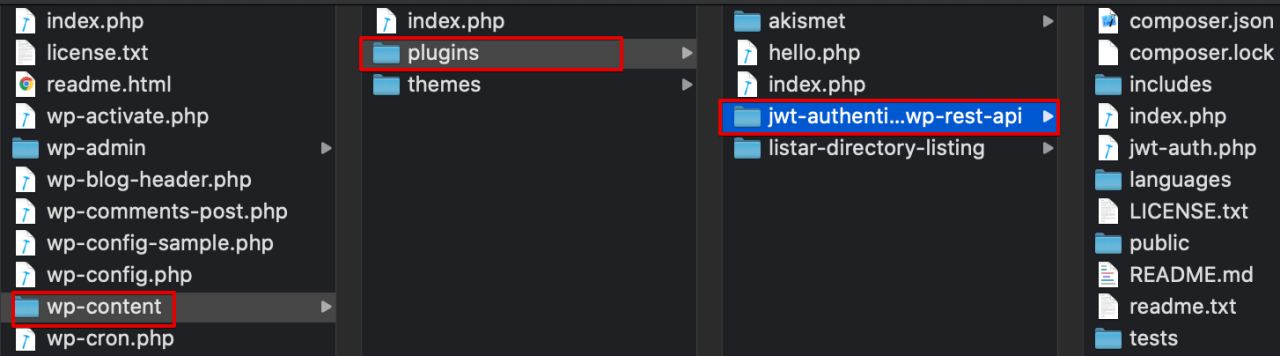 index.php
license.txt
readme.html
wp-activate.php
wp-admin
wp-blog-header.php
wp-comments-post.php
wp-config-sample.php
wp-config.php
wp-content
wp-cron.php
index.php
plugins
themes
akismet
hello.php
index.php
jwt-authenti...wp-rest-api
listar-directory-listing
composer.json
composer.lock
includes
index.php
jwt-auth.php
languages
LICENSE.txt
public
README.md
readme.txt
tests